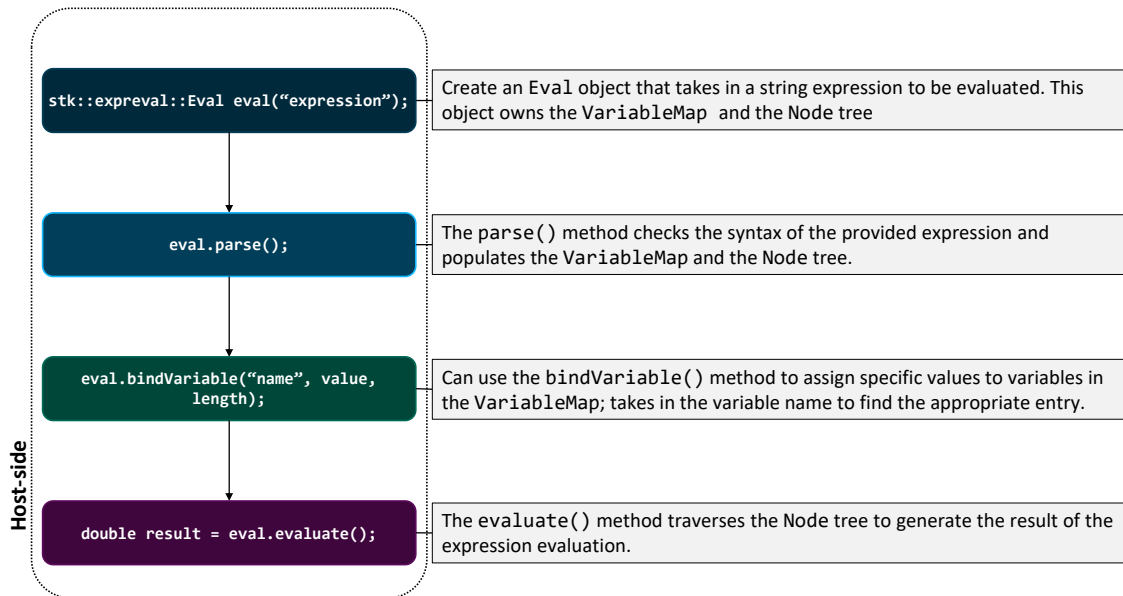 stk::expreval::Eval eval(“expression”);
Create an Eval object that takes in a string expression to be evaluated. This
object owns the VariableMap and the Node tree
eval.parse();
The parse() method checks the syntax of the provided expression and
populates the VariableMap and the Node tree.
eval.bindVariable(“name”, value,
length);
Can use the bindVariable() method to assign specific values to variables in
the VariableMap; takes in the variable name to find the appropriate entry.
Host-side
double result = eval.evaluate();
The evaluate() method traverses the Node tree to generate the result of the
expression evaluation.